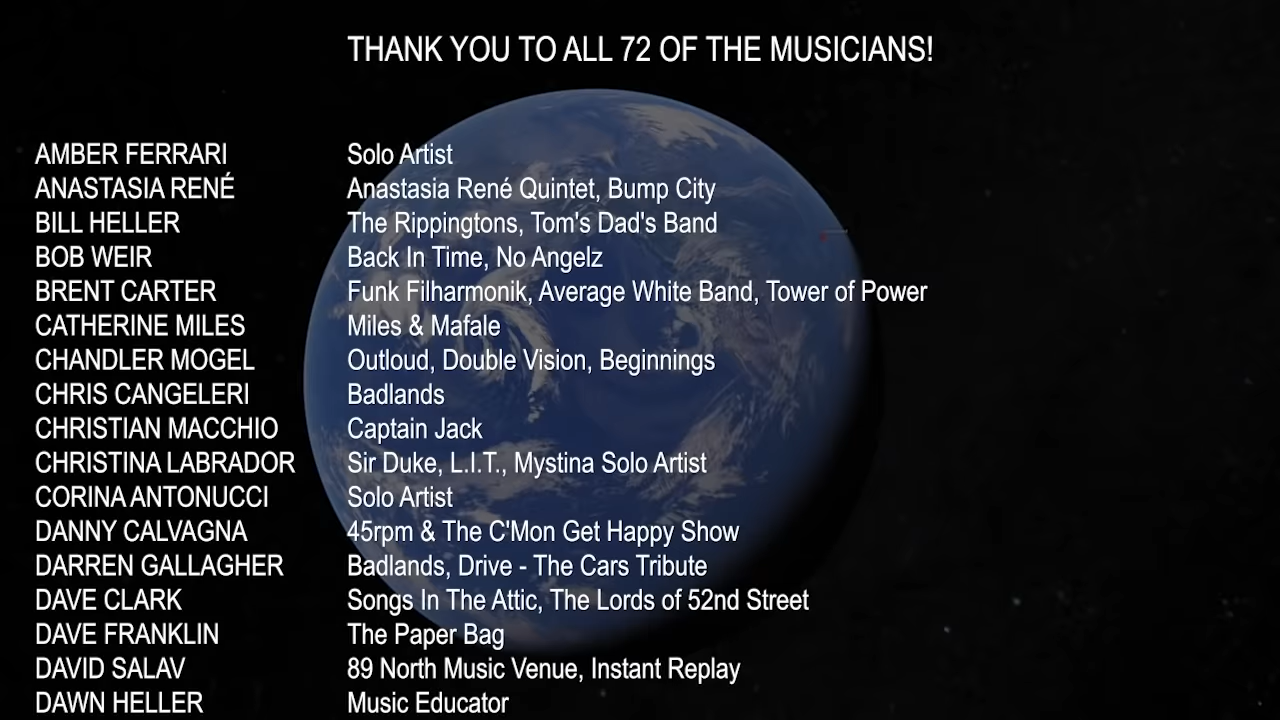 THANK YOU TO ALL 72 OF THE MUSICIANS!
AMBER FERRARI Solo Artist
ANASTASIA RENÉ Anastasia René Quintet, Bump City
BILL HELLER The Rippingtons, Tom's Dad's Band
BOB WEIR Back In Time, No Angelz
BRENT CARTER Funk Filharmonik, Average White Band, Tower of Power
CATHERINE MILES Miles & Mafale
CHANDLER MOGEL Outloud, Double Vision, Beginnings
CHRIS CANGELERI Badlands
CHRISTIAN MACCHIO Captain Jack
CHRISTINA LABRADOR Sir Duke, L.I.T., Mystina Solo Artist
CORINA ANTONUCCI Solo Artist
DANNY CALVAGNA 45rpm & The C'Mon Get Happy Show
DARREN GALLAGHER Badlands, Drive - The Cars Tribute
DAVE CLARK Songs In The Attic, The Lords of 52nd Street
DAVE FRANKLIN The Paper Bag
DAVID SALAV 89 North Music Venue, Instant Replay
DAWN HELLER Music Educator